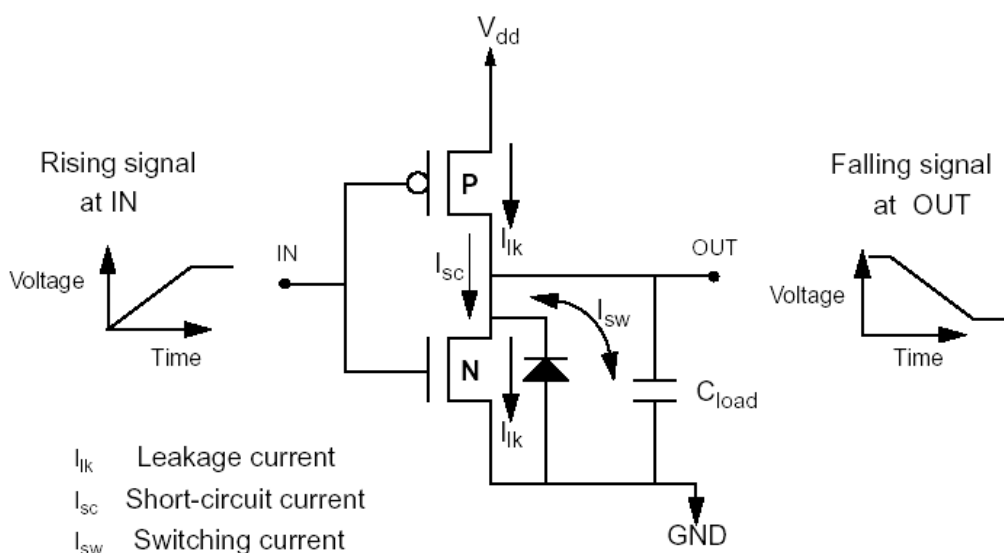 Vdd
Rising signal
at IN
Falling signal
at OUT
P
Ilk
IN
OUT
Isc
Voltage
Time
Isw
Voltage
Time
N
Cload
Ilk
Ilk Leakage current
Isc Short-circuit current
Isw Switching current
GND